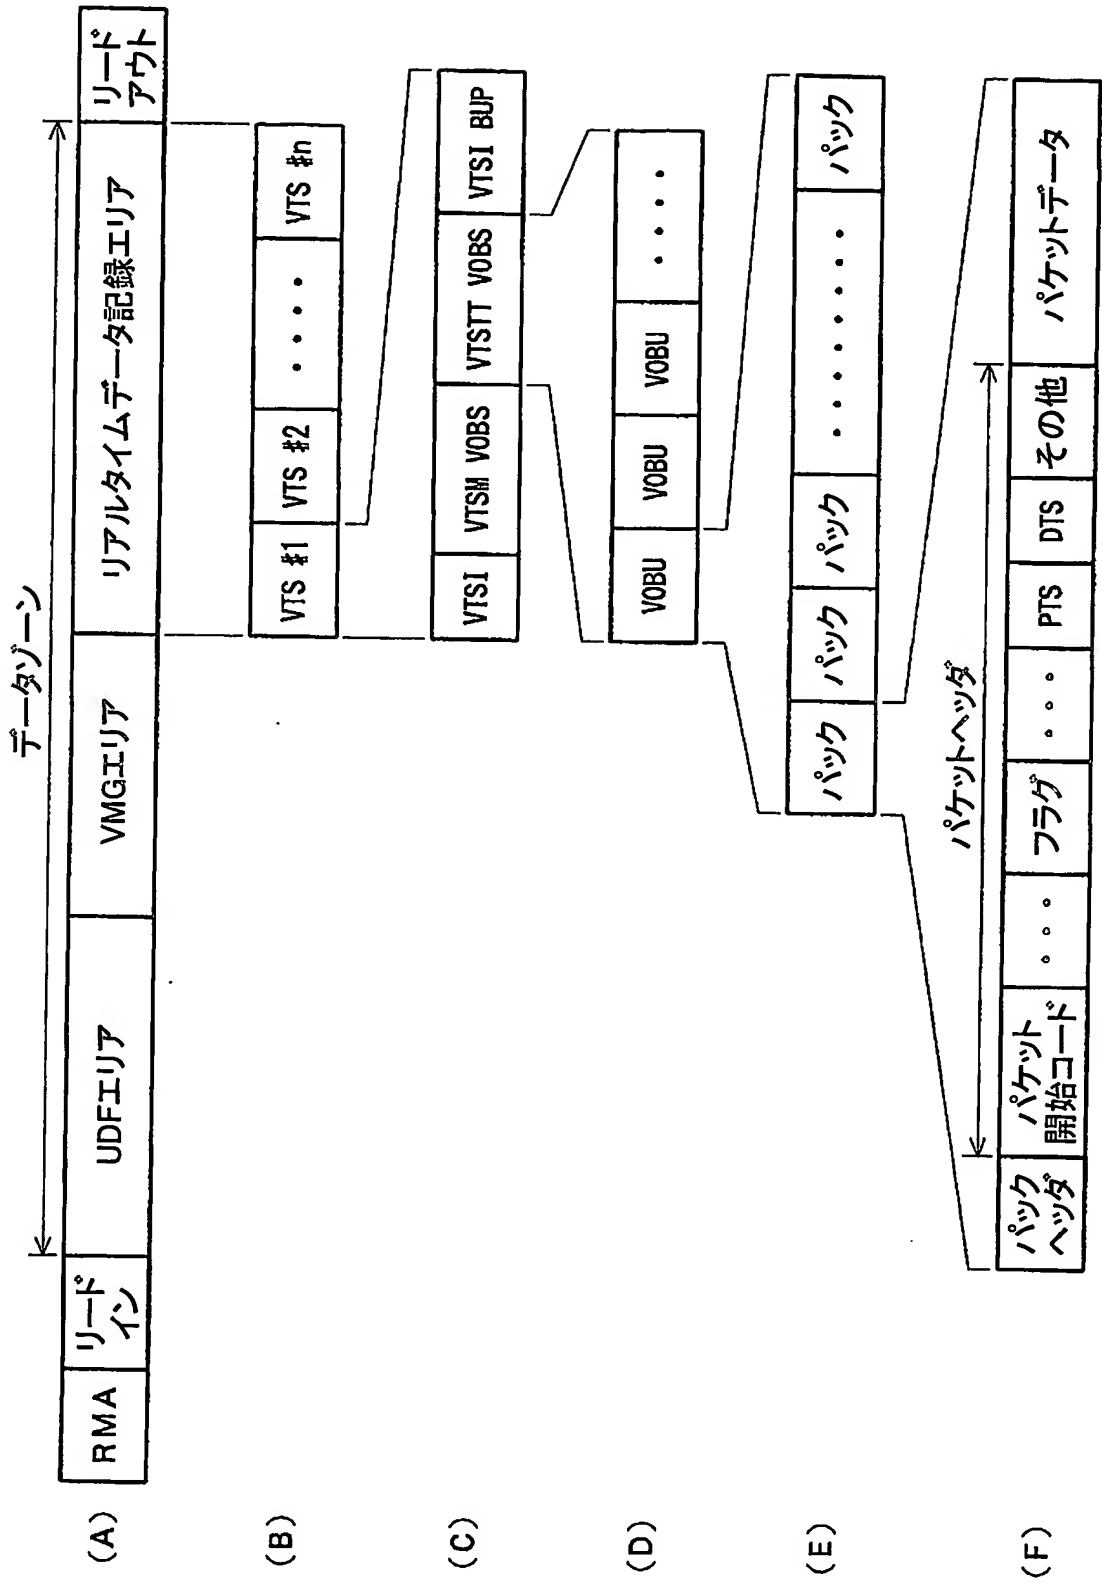 データゾーン
(A)
RMA
リード
イン
UDFエリア
VMGエリア
リアルタイムデータ記録エリア
リード
アウト
(B)
VTS #1
VTS #2
・・・・
VTS #n
(C)
VTSI
VTSM VOBS
VTSTT VOBS
VTSI BUP
(D)
VOBU
VOBU
VOBU
・・・・
(E)
パック
パック
パック
・・・・・・・・
パック
パケットヘッダ
(F)
パック
ヘッダ
パケット
開始コード
。。。
フラグ
。。。
PTS
DTS
その他
パケットデータ